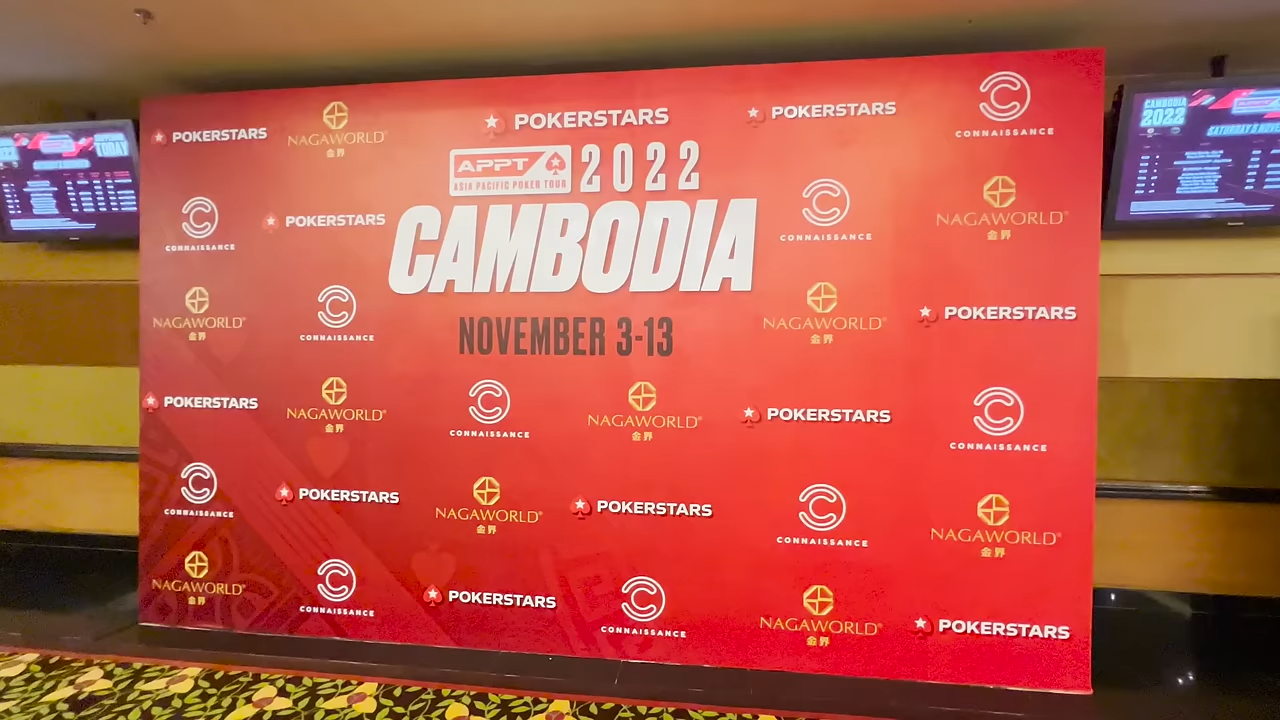 POKERSTARS
NAGAWORLD®
金界
POKERSTARS
POKERSTARS
CONNAISSANCE
APPT
ASIA PACIFIC POKER TOUR
2022
CAMBODIA
NOVEMBER 3-13
CONNAISSANCE
POKERSTARS
CONNAISSANCE
NAGAWORLD®
金界
NAGAWORLD®
金界
CONNAISSANCE
NAGAWORLD®
金界
POKERSTARS
POKERSTARS
NAGAWORLD®
金界
CONNAISSANCE
NAGAWORLD®
金界
POKERSTARS
CONNAISSANCE
CONNAISSANCE
POKERSTARS
NAGAWORLD®
金界
POKERSTARS
CONNAISSANCE
NAGAWORLD®
金界
NAGAWORLD®
金界
CONNAISSANCE
POKERSTARS
CONNAISSANCE
NAGAWORLD®
金界
POKERSTARS
TODAY
CAMBODIA
2022